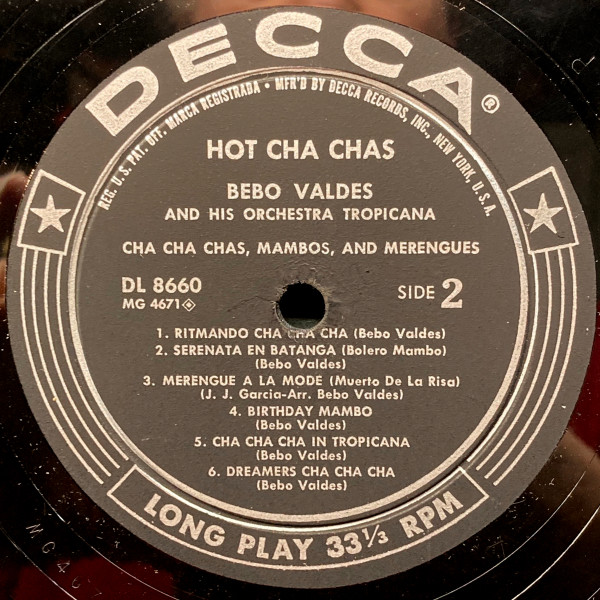 DECCA®
REG. U.S. PAT. OFF. MARCA REGISTRADA • MFR'D BY DECCA RECORDS, INC., NEW YORK, U.S.A.
HOT CHA CHAS
BEBO VALDES
AND HIS ORCHESTRA TROPICANA
CHA CHA CHAS, MAMBOS, AND MERENGUES
DL 8660
MG 4671
SIDE 2
1. RITMANDO CHA CHA CHA (Bebo Valdes)
2. SERENATA EN BATANGA (Bolero Mambo)
(Bebo Valdes)
3. MERENGUE A LA MODE (Muerto De La Risa)
(J. J. Garcia-Arr. Bebo Valdes)
4. BIRTHDAY MAMBO
(Bebo Valdes)
5. CHA CHA CHA IN TROPICANA
(Bebo Valdes)
6. DREAMERS CHA CHA CHA
(Bebo Valdes)
LONG PLAY 33⅓ RPM